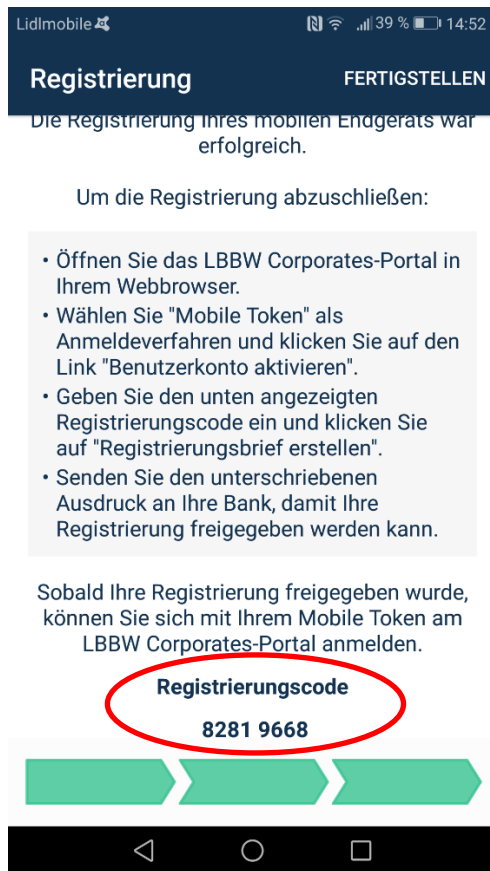 Lidlmobile 39 % 14:52
Registrierung FERTIGSTELLEN
Die Registrierung Ihres mobilen Endgeräts war
erfolgreich.
Um die Registrierung abzuschließen:
• Öffnen Sie das LBBW Corporates-Portal in
Ihrem Webbrowser.
• Wählen Sie "Mobile Token" als
Anmeldeverfahren und klicken Sie auf den
Link "Benutzerkonto aktivieren".
• Geben Sie den unten angezeigten
Registrierungscode ein und klicken Sie
auf "Registrierungsbrief erstellen".
• Senden Sie den unterschriebenen
Ausdruck an Ihre Bank, damit Ihre
Registrierung freigegeben werden kann.
Sobald Ihre Registrierung freigegeben wurde,
können Sie sich mit Ihrem Mobile Token am
LBBW Corporates-Portal anmelden.
Registrierungscode
8281 9668